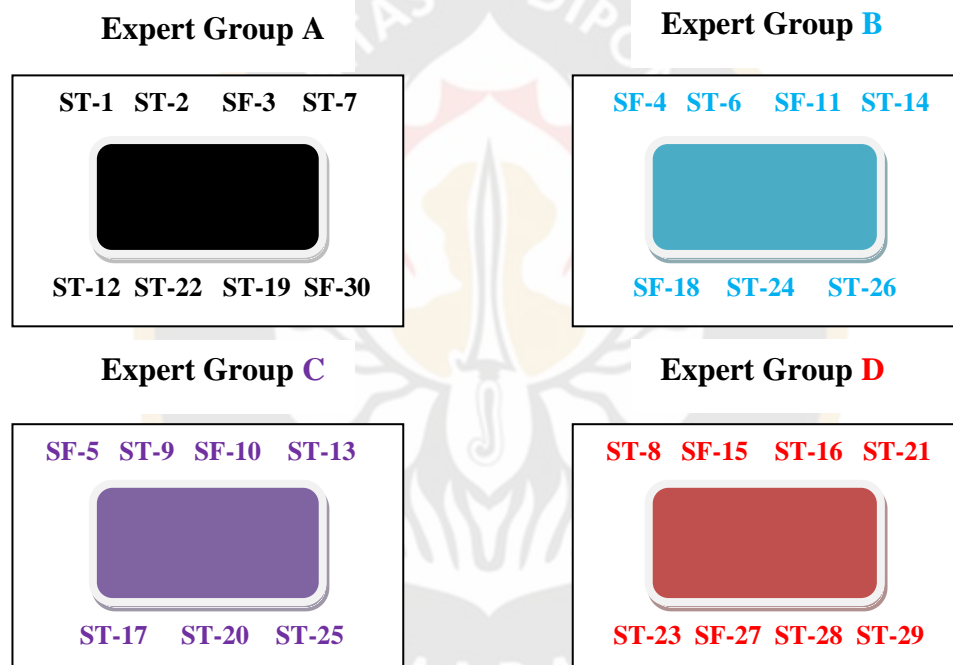 Expert Group A
ST-1 ST-2 SF-3 ST-7
ST-12 ST-22 ST-19 SF-30
Expert Group B
SF-4 ST-6 SF-11 ST-14
SF-18 ST-24 ST-26
Expert Group C
SF-5 ST-9 SF-10 ST-13
ST-17 ST-20 ST-25
Expert Group D
ST-8 SF-15 ST-16 ST-21
ST-23 SF-27 ST-28 ST-29